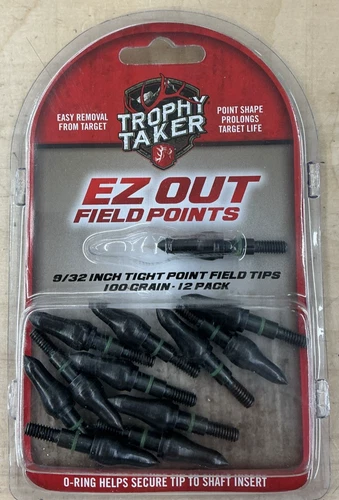 EASY REMOVAL
FROM TARGET
TROPHY
TAKER
POINT SHAPE
PROLONGS
TARGET LIFE
EZ OUT
FIELD POINTS
9/32 INCH TIGHT POINT FIELD TIPS
100 GRAIN - 12 PACK
O-RING HELPS SECURE TIP TO SHAFT INSERT